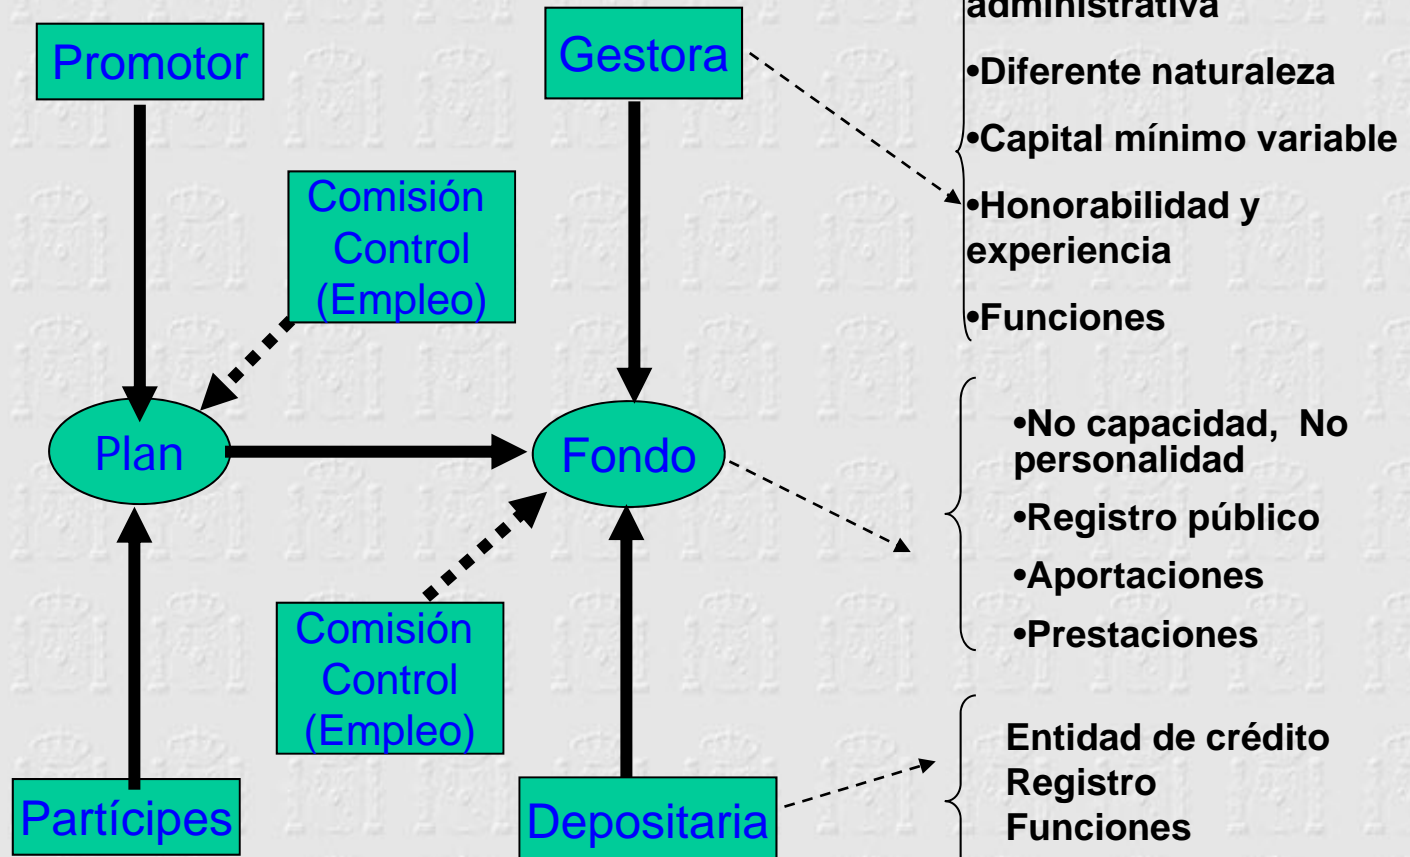 Promotor
Gestora
Comisión
Control
(Empleo)
Plan
Fondo
Comisión
Control
(Empleo)
Partícipes
Depositaria
administrativa
•Diferente naturaleza
•Capital mínimo variable
•Honorabilidad y
experiencia
•Funciones
•No capacidad, No
personalidad
•Registro público
•Aportaciones
•Prestaciones
Entidad de crédito
Registro
Funciones